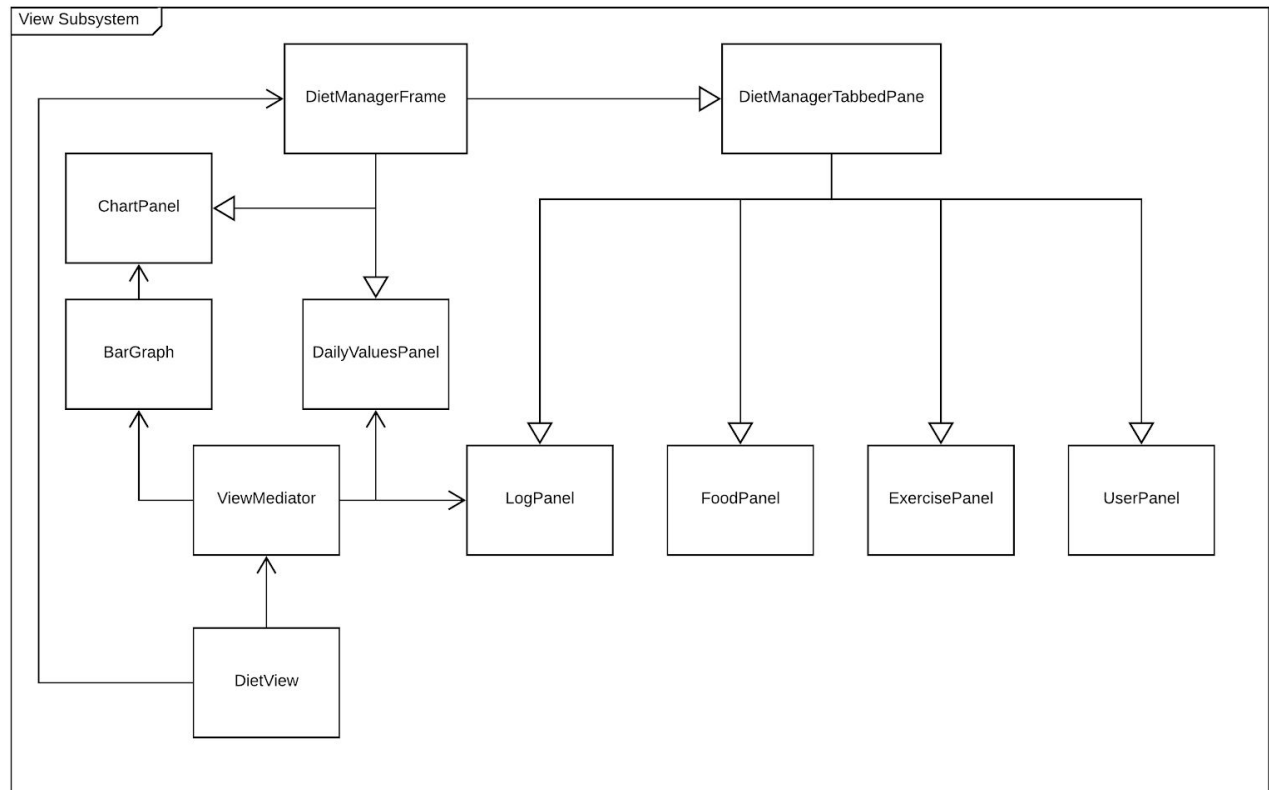 View Subsystem
DietManagerFrame
DietManagerTabbedPane
ChartPanel
BarGraph
DailyValuesPanel
ViewMediator
LogPanel
FoodPanel
ExercisePanel
UserPanel
DietView